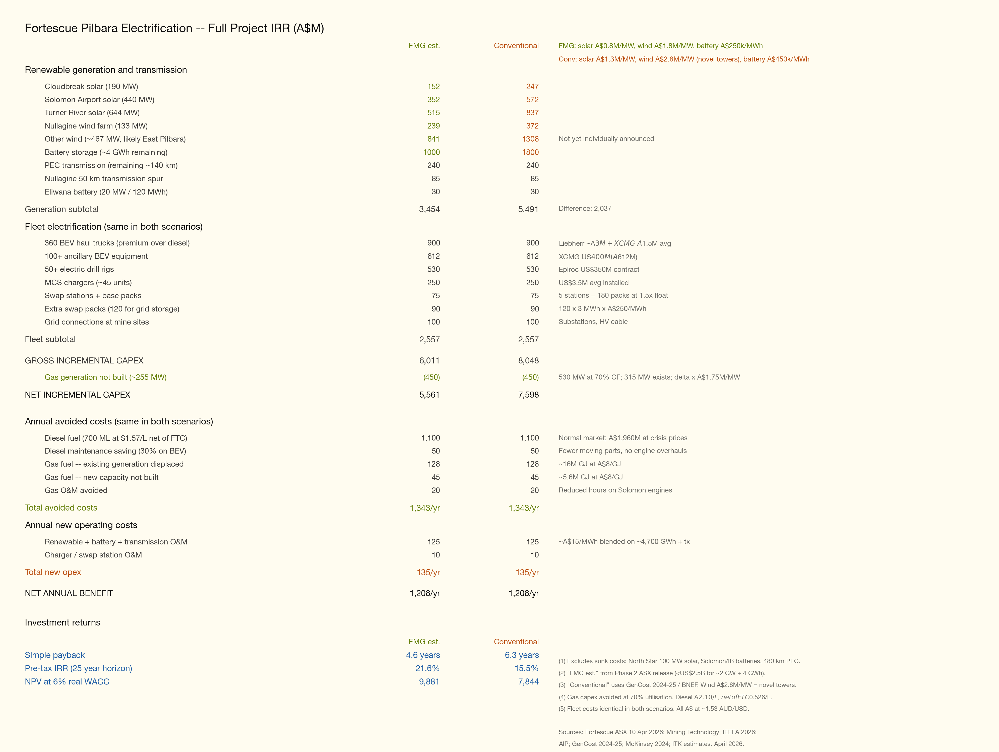 Fortescue Pilbara Electrification -- Full Project IRR (A$M)
FMG est. Conventional FMG: solar A$0.8M/MW, wind A$1.8M/MW, battery A$250k/MWh
Conv: solar A$1.3M/MW, wind A$2.8M/MW (novel towers), battery A$450k/MWh
Renewable generation and transmission
Cloudbreak solar (190 MW) 152 247
Solomon Airport solar (440 MW) 352 572
Turner River solar (644 MW) 515 837
Nullagine wind farm (133 MW) 239 372
Other wind (~467 MW, likely East Pilbara) 841 1308 Not yet individually announced
Battery storage (~4 GWh remaining) 1000 1800
PEC transmission (remaining ~140 km) 240 240
Nullagine 50 km transmission spur 85 85
Eliwana battery (20 MW / 120 MWh) 30 30
Generation subtotal 3,454 5,491 Difference: 2,037
Fleet electrification (same in both scenarios)
360 BEV haul trucks (premium over diesel) 900 900 Liebherr ~A3M + XCMG A1.5M avg
100+ ancillary BEV equipment 612 612 XCMG US400M(A612M)
50+ electric drill rigs 530 530 Epiroc US$350M contract
MCS chargers (~45 units) 250 250 US$3.5M avg installed
Swap stations + base packs 75 75 5 stations + 180 packs at 1.5x float
Extra swap packs (120 for grid storage) 90 90 120 x 3 MWh x A$250/MWh
Grid connections at mine sites 100 100 Substations, HV cable
Fleet subtotal 2,557 2,557
GROSS INCREMENTAL CAPEX 6,011 8,048
Gas generation not built (~255 MW) (450) (450) 530 MW at 70% CF; 315 MW exists; delta x A$1.75M/MW
NET INCREMENTAL CAPEX 5,561 7,598
Annual avoided costs (same in both scenarios)
Diesel fuel (700 ML at $1.57/L net of FTC) 1,100 1,100 Normal market; A$1,960M at crisis prices
Diesel maintenance saving (30% on BEV) 50 50 Fewer moving parts, no engine overhauls
Gas fuel -- existing generation displaced 128 128 ~16M GJ at A$8/GJ
Gas fuel -- new capacity not built 45 45 ~5.6M GJ at A$8/GJ
Gas O&M avoided 20 20 Reduced hours on Solomon engines
Total avoided costs 1,343/yr 1,343/yr
Annual new operating costs
Renewable + battery + transmission O&M 125 125 ~A$15/MWh blended on ~4,700 GWh + tx
Charger / swap station O&M 10 10
Total new opex 135/yr 135/yr
NET ANNUAL BENEFIT 1,208/yr 1,208/yr
Investment returns
FMG est. Conventional
Simple payback 4.6 years 6.3 years
Pre-tax IRR (25 year horizon) 21.6% 15.5%
NPV at 6% real WACC 9,881 7,844
(1) Excludes sunk costs: North Star 100 MW solar, Solomon/IB batteries, 480 km PEC.
(2) "FMG est." from Phase 2 ASX release (<US$2.5B for ~2 GW + 4 GWh).
(3) "Conventional" uses GenCost 2024-25 / BNEF. Wind A$2.8M/MW = novel towers.
(4) Gas capex avoided at 70% utilisation. Diesel A2.10/L, netofFTC0.526/L.
(5) Fleet costs identical in both scenarios. All A$ at ~1.53 AUD/USD.
Sources: Fortescue ASX 10 Apr 2026; Mining Technology; IEEFA 2026;
AIP; GenCost 2024-25; McKinsey 2024; ITK estimates. April 2026.